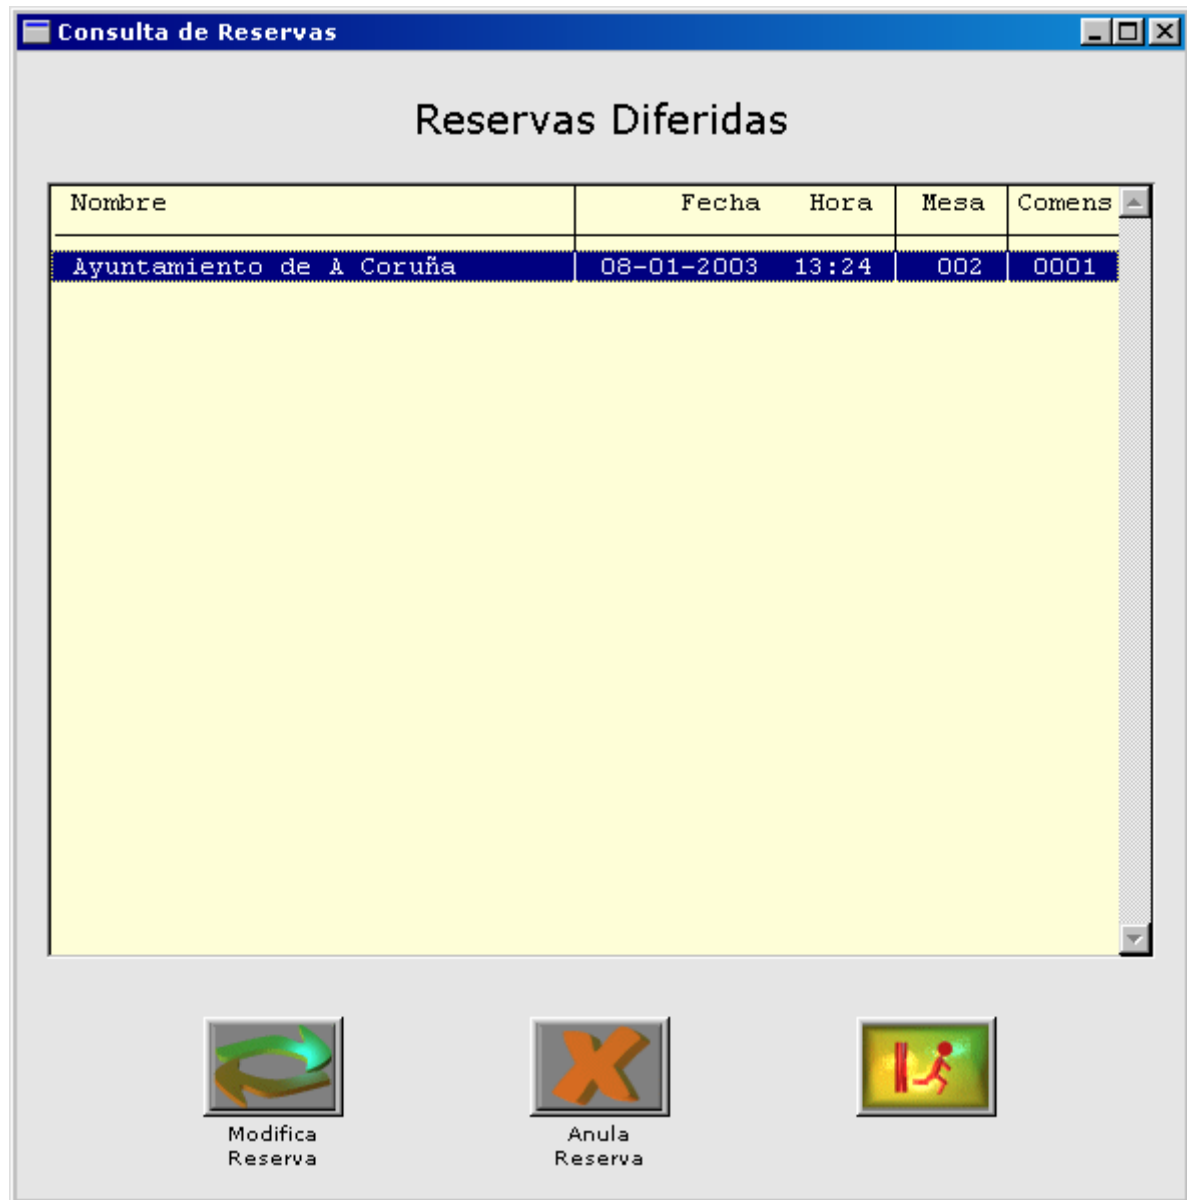 Consulta de Reservas
Reservas Diferidas
Nombre Fecha Hora Mesa Comens
Ayuntamiento de A Coruña 08-01-2003 13:24 002 0001
Modifica
Reserva
Anula
Reserva